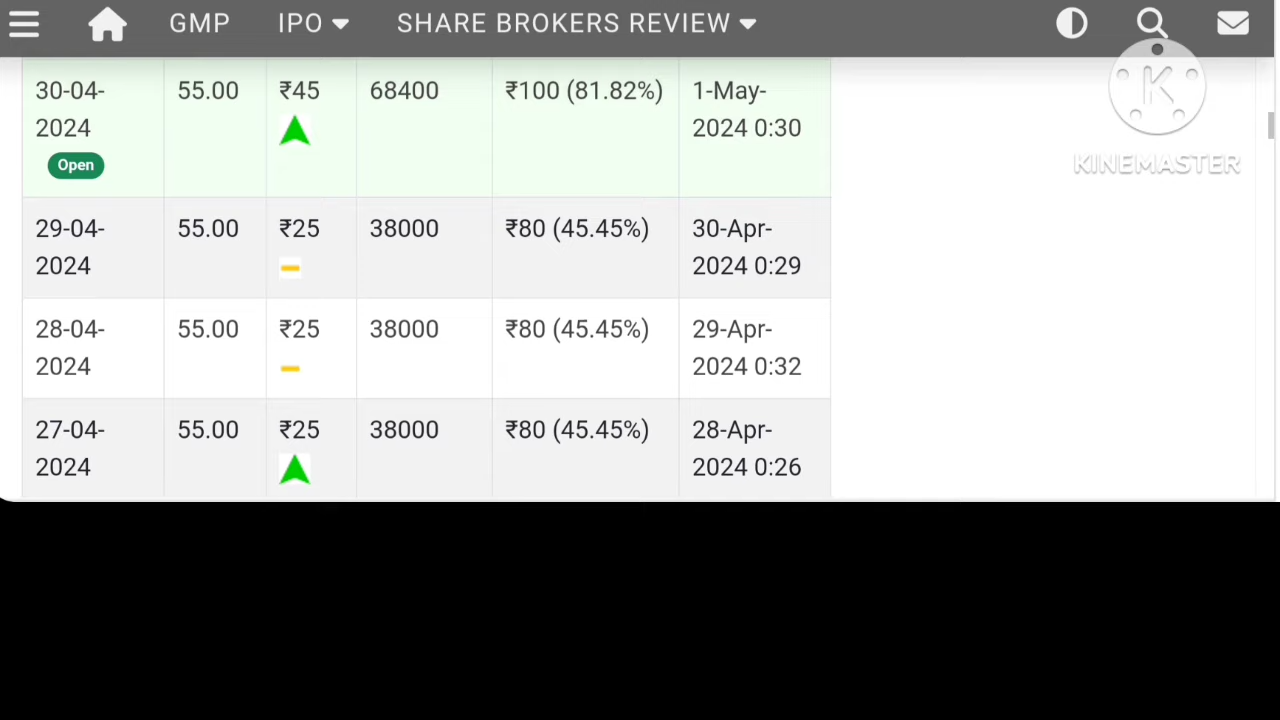 GMP IPO SHARE BROKERS REVIEW
K
KINEMASTER
30-04- 55.00 ₹45 68400 ₹100 (81.82%) 1-May-
2024 2024 0:30
Open
29-04- 55.00 ₹25 38000 ₹80 (45.45%) 30-Apr-
2024 2024 0:29
28-04- 55.00 ₹25 38000 ₹80 (45.45%) 29-Apr-
2024 2024 0:32
27-04- 55.00 ₹25 38000 ₹80 (45.45%) 28-Apr-
2024 2024 0:26